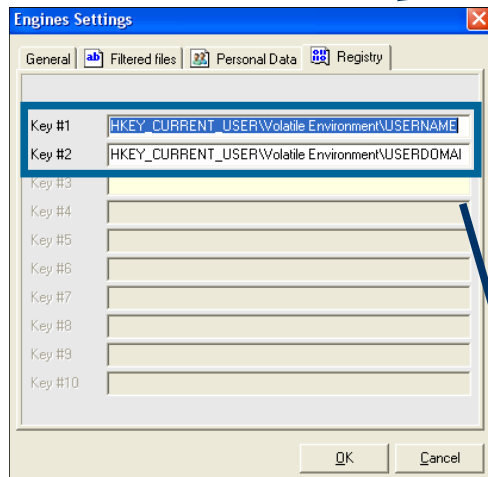 Engines Settings
General ab Filtered files Personal Data Registry
Key #1 HKEY_CURRENT_USER\Volatile Environment\USERNAME
Key #2 HKEY_CURRENT_USER\Volatile Environment\USERDOMAI
Key #3
Key #4
Key #5
Key #6
Key #7
Key #8
Key #9
Key #10
OK Cancel